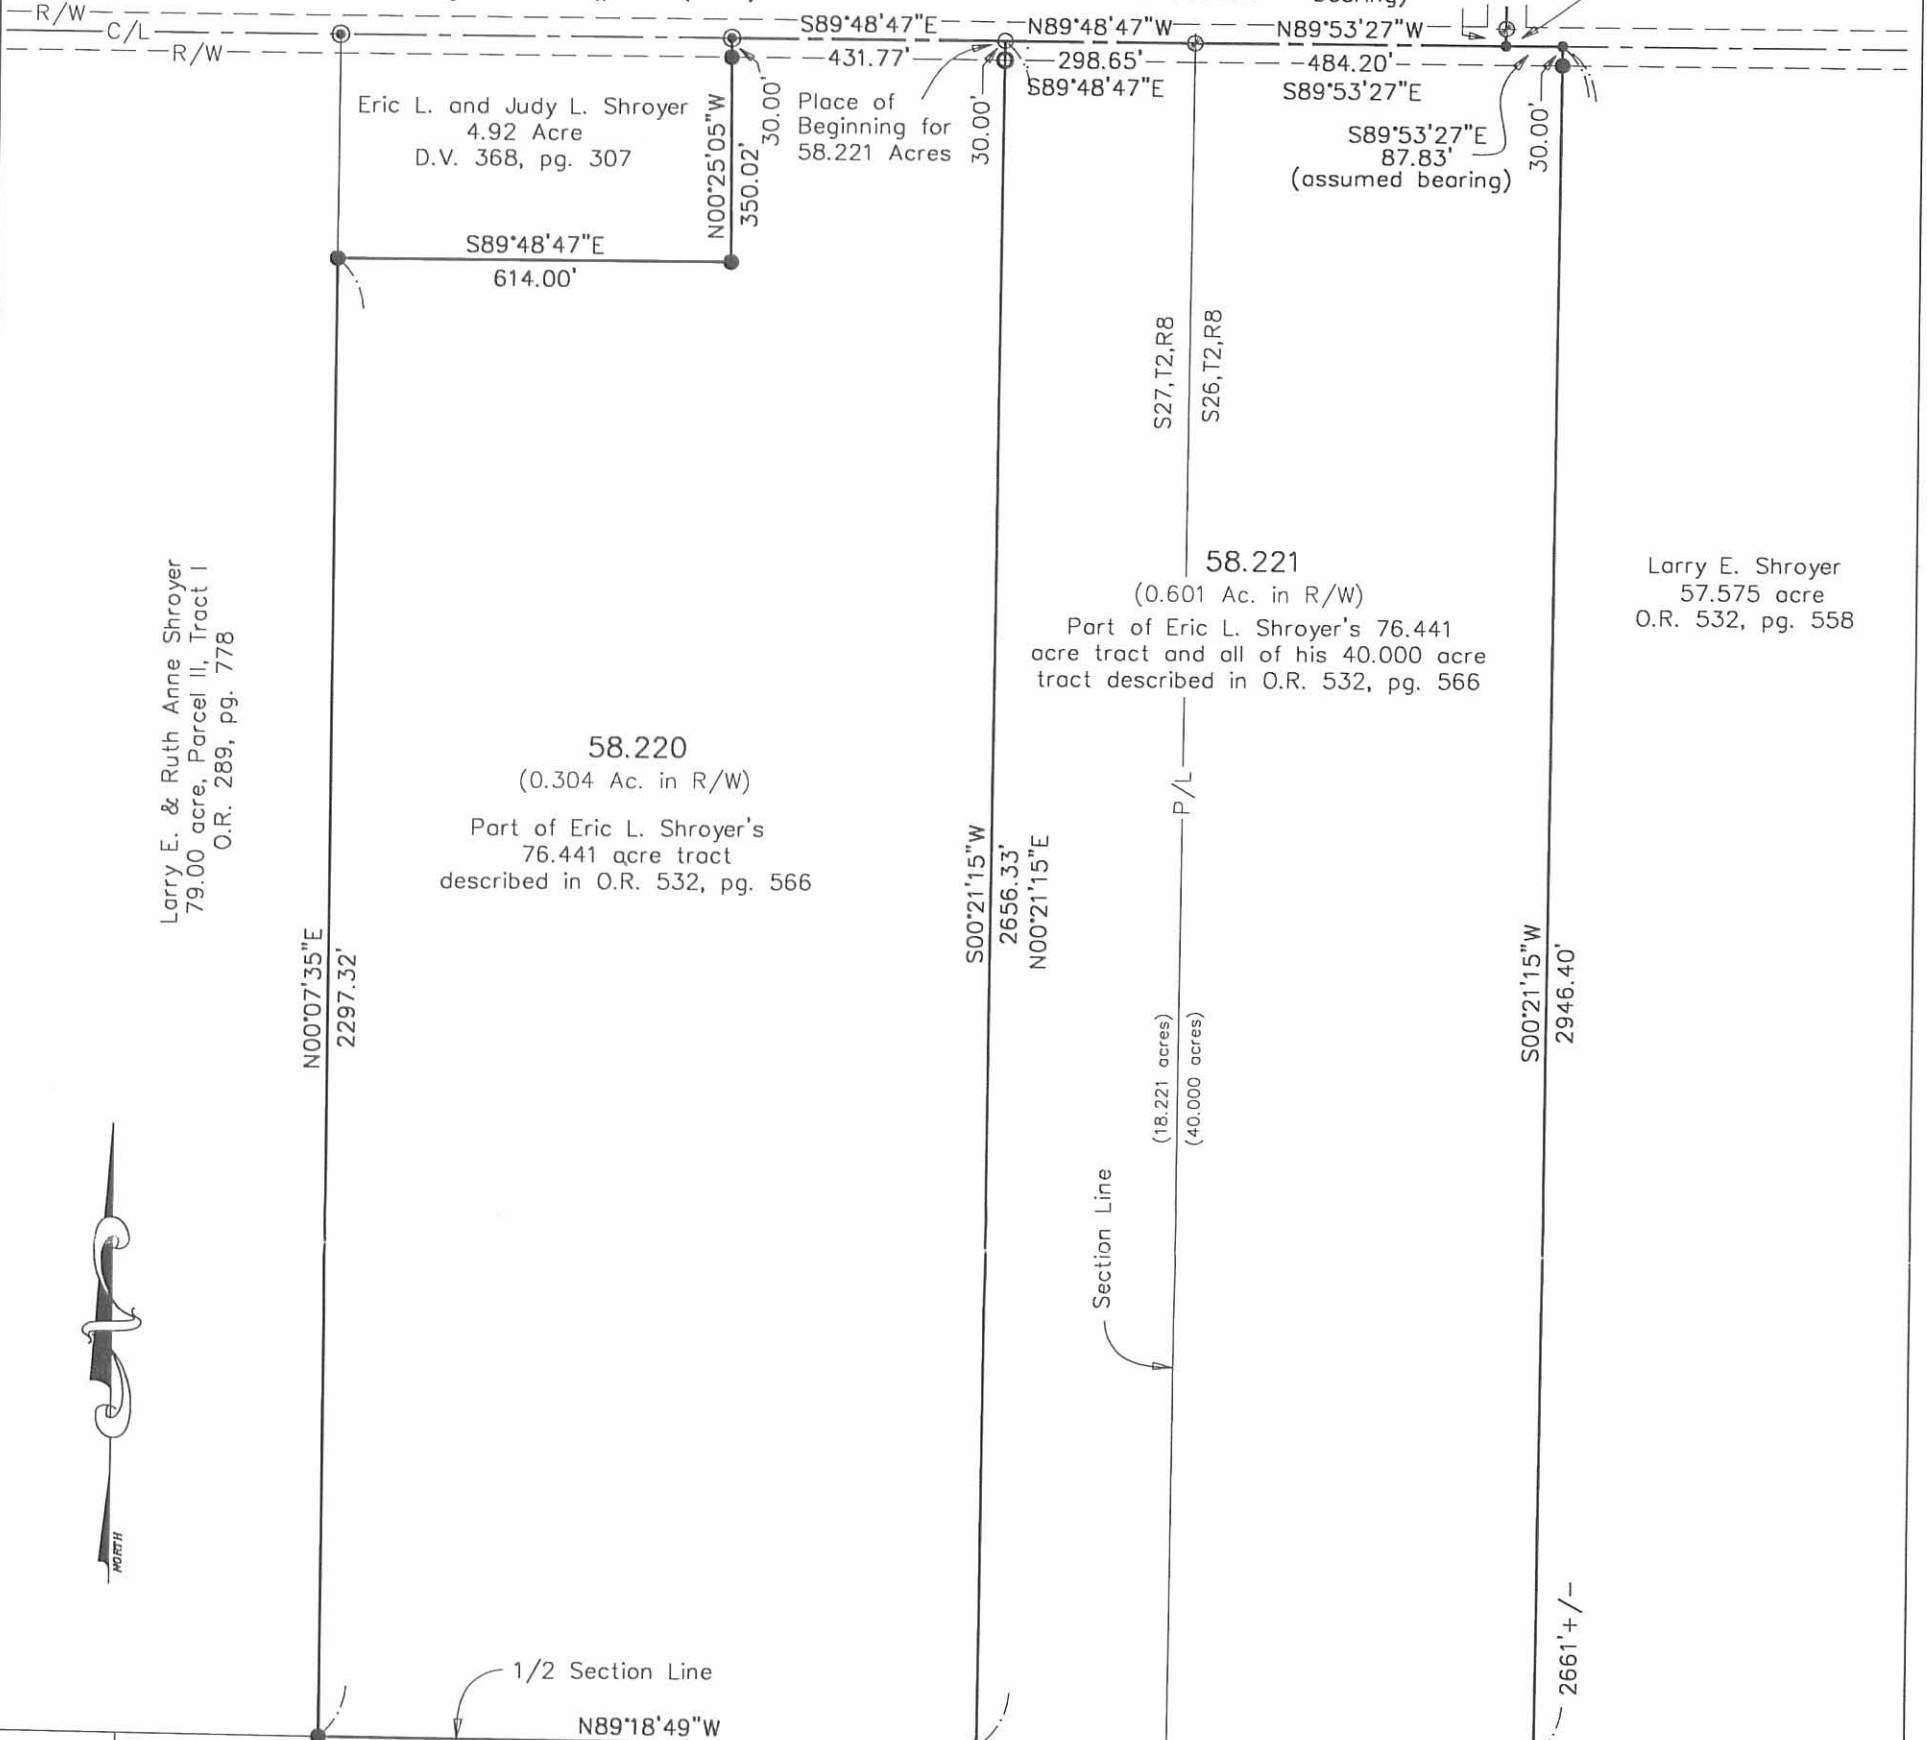 bearing)
R/W
C/L
R/W
S89°48'47"E
431.77'
N89°48'47"W
298.65'
S89°48'47"E
N89°53'27"W
484.20'
S89°53'27"E
Eric L. and Judy L. Shroyer
4.92 Acre
D.V. 368, pg. 307
N00°25'05"W
350.02'
30.00'
Place of
Beginning for
58.221 Acres
30.00'
S89°53'27"E
87.83'
(assumed bearing)
30.00'
S89°48'47"E
614.00'
S27,T2,R8
S26,T2,R8
58.221
(0.601 Ac. in R/W)
Part of Eric L. Shroyer's 76.441
acre tract and all of his 40.000 acre
tract described in O.R. 532, pg. 566
Larry E. Shroyer
57.575 acre
O.R. 532, pg. 558
Larry E. & Ruth Anne Shroyer
79.00 acre, Parcel II, Tract I
O.R. 289, pg. 778
58.220
(0.304 Ac. in R/W)
Part of Eric L. Shroyer's
76.441 acre tract
described in O.R. 532, pg. 566
P/L
N00°07'35"E
2297.32'
S00°21'15"W
2656.33'
N00°21'15"E
S00°21'15"W
2946.40'
(18.221 acres)
(40.000 acres)
Section Line
NORTH
2661'+/-
1/2 Section Line
N89°18'49"W